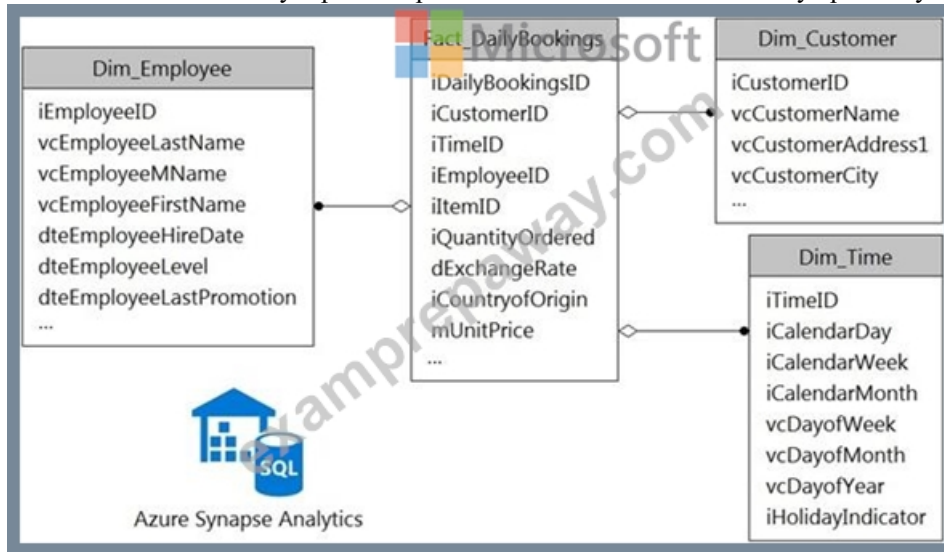 Dim_Employee
iEmployeeID
vcEmployeeLastName
vcEmployeeMName
vcEmployeeFirstName
dteEmployeeHireDate
dteEmployeeLevel
dteEmployeeLastPromotion
...
Fact_DailyBookings
iDailyBookingsID
iCustomerID
iTimeID
iEmployeeID
iItemID
iQuantityOrdered
dExchangeRate
iCountryofOrigin
mUnitPrice
...
Dim_Customer
iCustomerID
vcCustomerName
vcCustomerAddress1
vcCustomerCity
...
Dim_Time
iTimeID
iCalendarDay
iCalendarWeek
iCalendarMonth
vcDayofWeek
vcDayofMonth
vcDayofYear
iHolidayIndicator
SQL
Azure Synapse Analytics
Microsoft
examprepaway.com